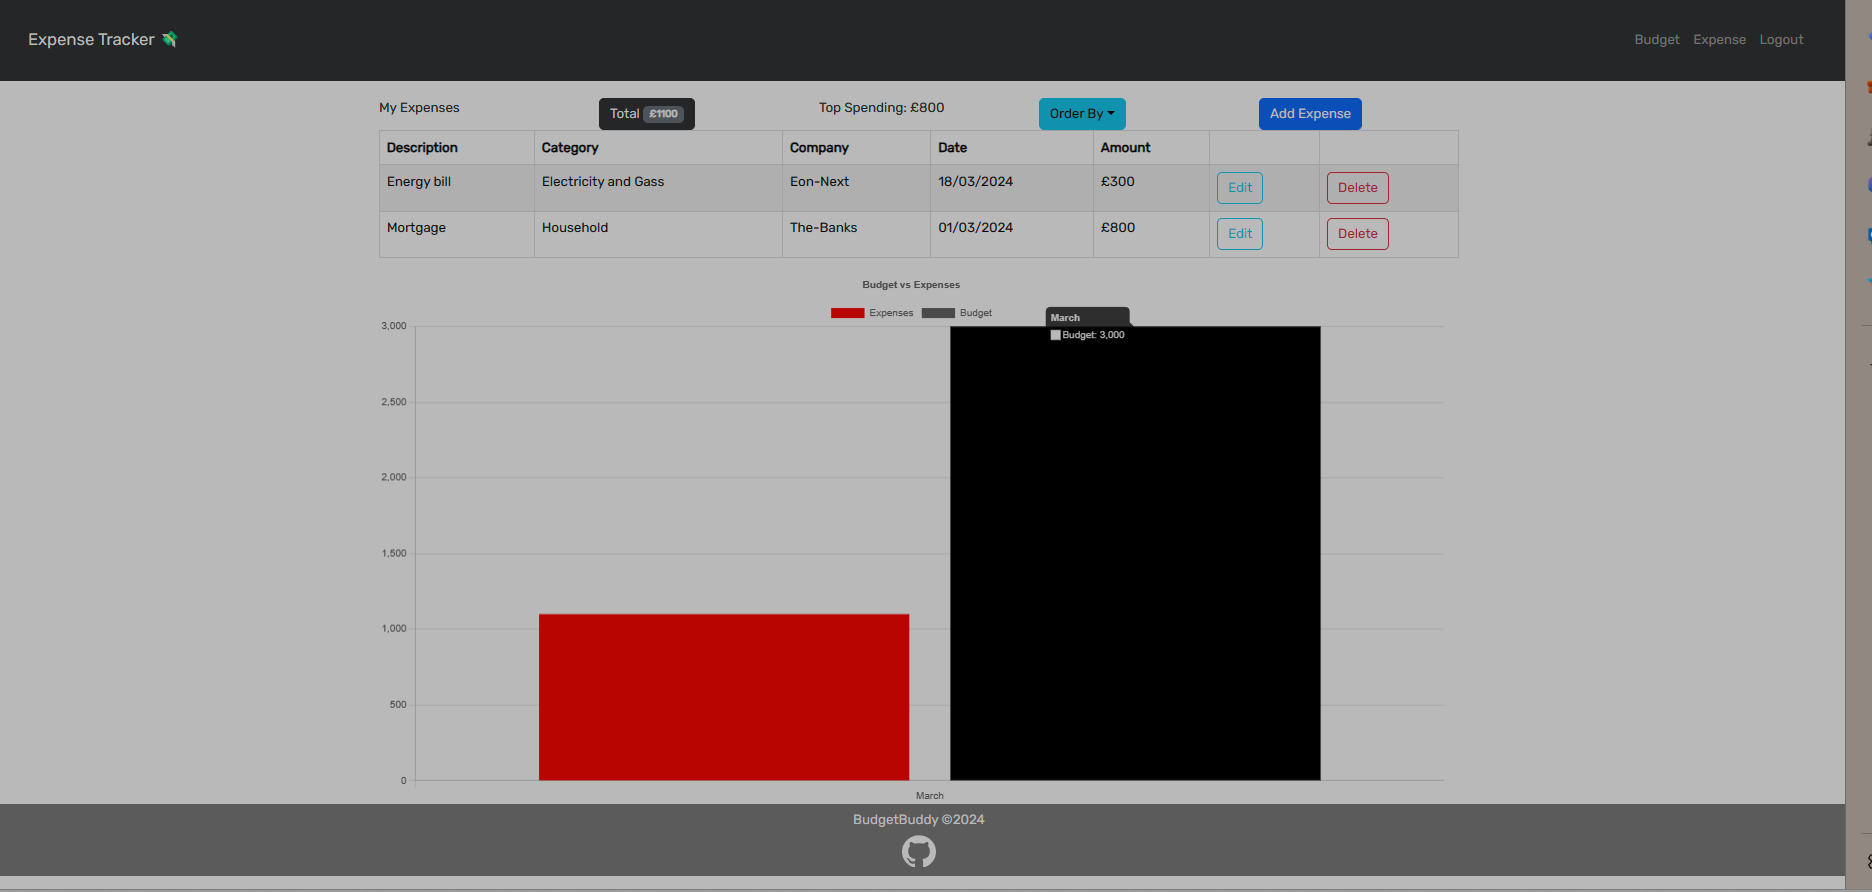 Expense Tracker
Budget Expense Logout
My Expenses Total £1100 Top Spending: £800 Order By Add Expense
Description Category Company Date Amount
Energy bill Electricity and Gass Eon-Next 18/03/2024 £300 Edit Delete
Mortgage Household The-Banks 01/03/2024 £800 Edit Delete
Budget vs Expenses
Expenses Budget
March
Budget: 3,000
3,000
2,500
2,000
1,500
1,000
500
0
March
BudgetBuddy ©2024